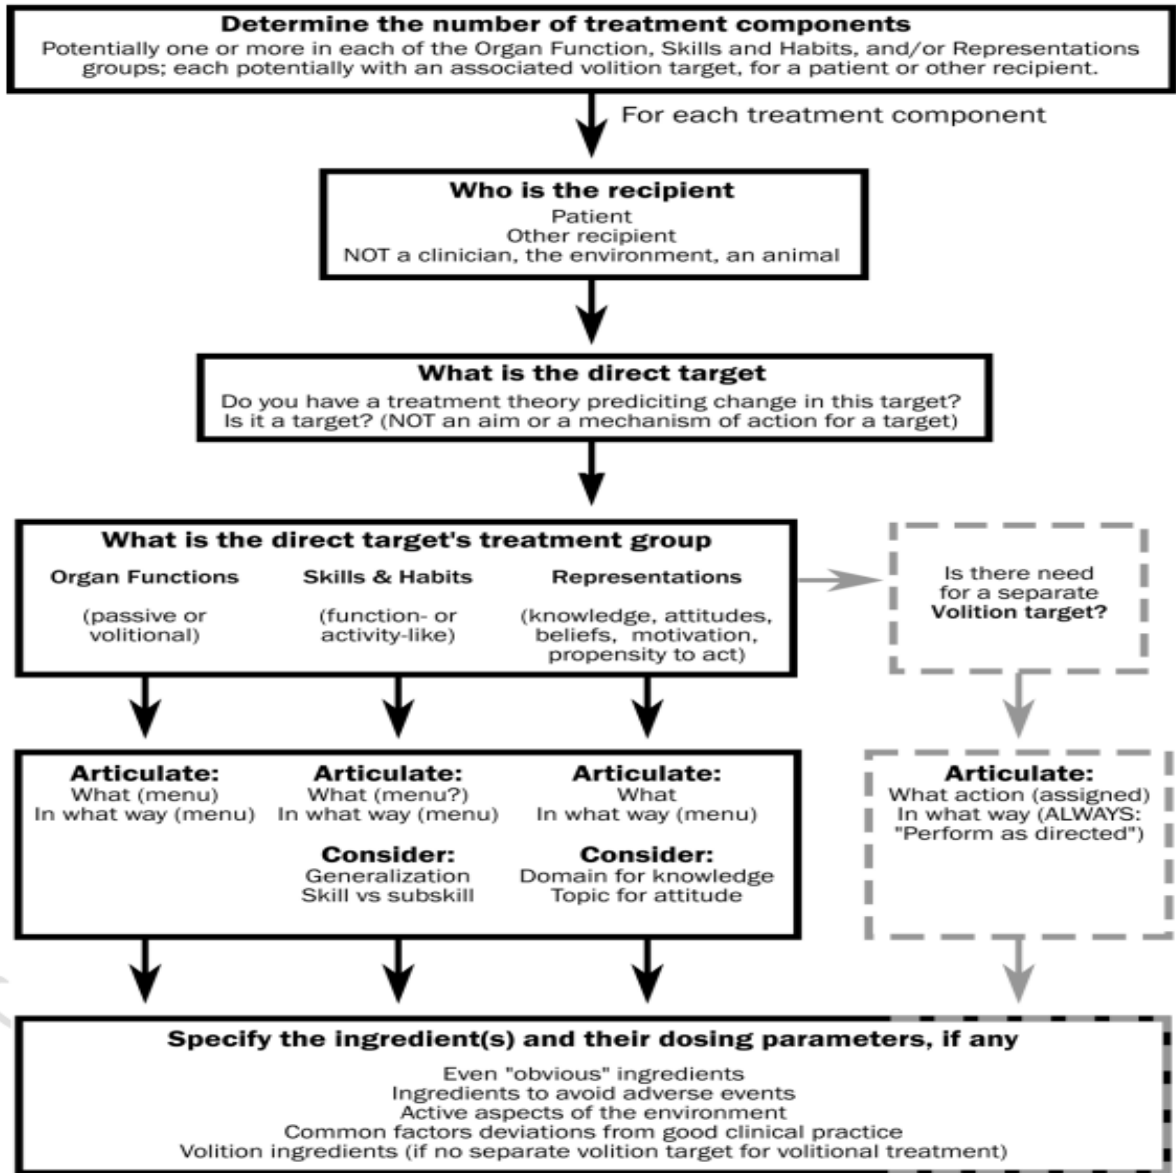 Determine the number of treatment components
Potentially one or more in each of the Organ Function, Skills and Habits, and/or Representations
groups; each potentially with an associated volition target, for a patient or other recipient.
For each treatment component
Who is the recipient
Patient
Other recipient
NOT a clinician, the environment, an animal
What is the direct target
Do you have a treatment theory prediciting change in this target?
Is it a target? (NOT an aim or a mechanism of action for a target)
What is the direct target's treatment group
Organ Functions
(passive or
volitional)
Skills & Habits
(function- or
activity-like)
Representations
(knowledge, attitudes,
beliefs, motivation,
propensity to act)
Is there need
for a separate
Volition target?
Articulate:
What (menu)
In what way (menu)
Articulate:
What (menu?)
In what way (menu)
Consider:
Generalization
Skill vs subskill
Articulate:
What
In what way (menu)
Consider:
Domain for knowledge
Topic for attitude
Articulate:
What action (assigned)
In what way (ALWAYS:
"Perform as directed")
Specify the ingredient(s) and their dosing parameters, if any
Even "obvious" ingredients
Ingredients to avoid adverse events
Active aspects of the environment
Common factors deviations from good clinical practice
Volition ingredients (if no separate volition target for volitional treatment)